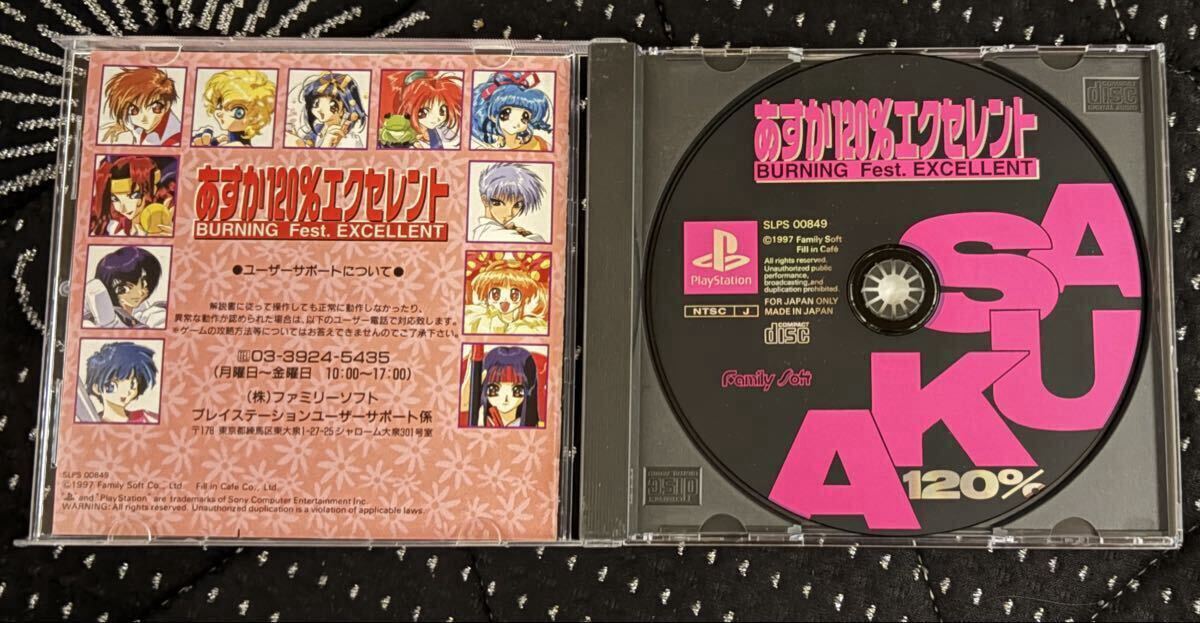 あすか120%エクセレント
BURNING Fest. EXCELLENT
●ユーザーサポートについて●
解説書に従って操作しても正常に動作しなかったり、
異常な動作が認められた場合は、以下のユーザー電話で対応致します。
※ゲームの攻略方法等についてはお答えできませんのでご了承下さい。
TEL 03-3924-5435
(月曜日〜金曜日 10:00〜17:00)
(株)ファミリーソフト
プレイステーションユーザーサポート係
〒178 東京都練馬区東大泉1-27-25シャローム大泉301号室
SLPS 00849
©1997 Family Soft Co., Ltd. Fill in Cafe Co., Ltd.
"PS" and "PlayStation" are trademarks of Sony Computer Entertainment Inc.
WARNING: All rights reserved. Unauthorized duplication is a violation of applicable laws.
あすか120%エクセレント
BURNING Fest. EXCELLENT
SLPS 00849
©1997 Family Soft
Fill in Café
All rights reserved.
Unauthorized public
performance,
broadcasting,and
duplication prohibited.
PlayStation
FOR JAPAN ONLY
NTSC J
MADE IN JAPAN
COMPACT
disc
Family Soft
ASUKA
120%
disc
DIGITAL AUDIO
COMPACT
disc